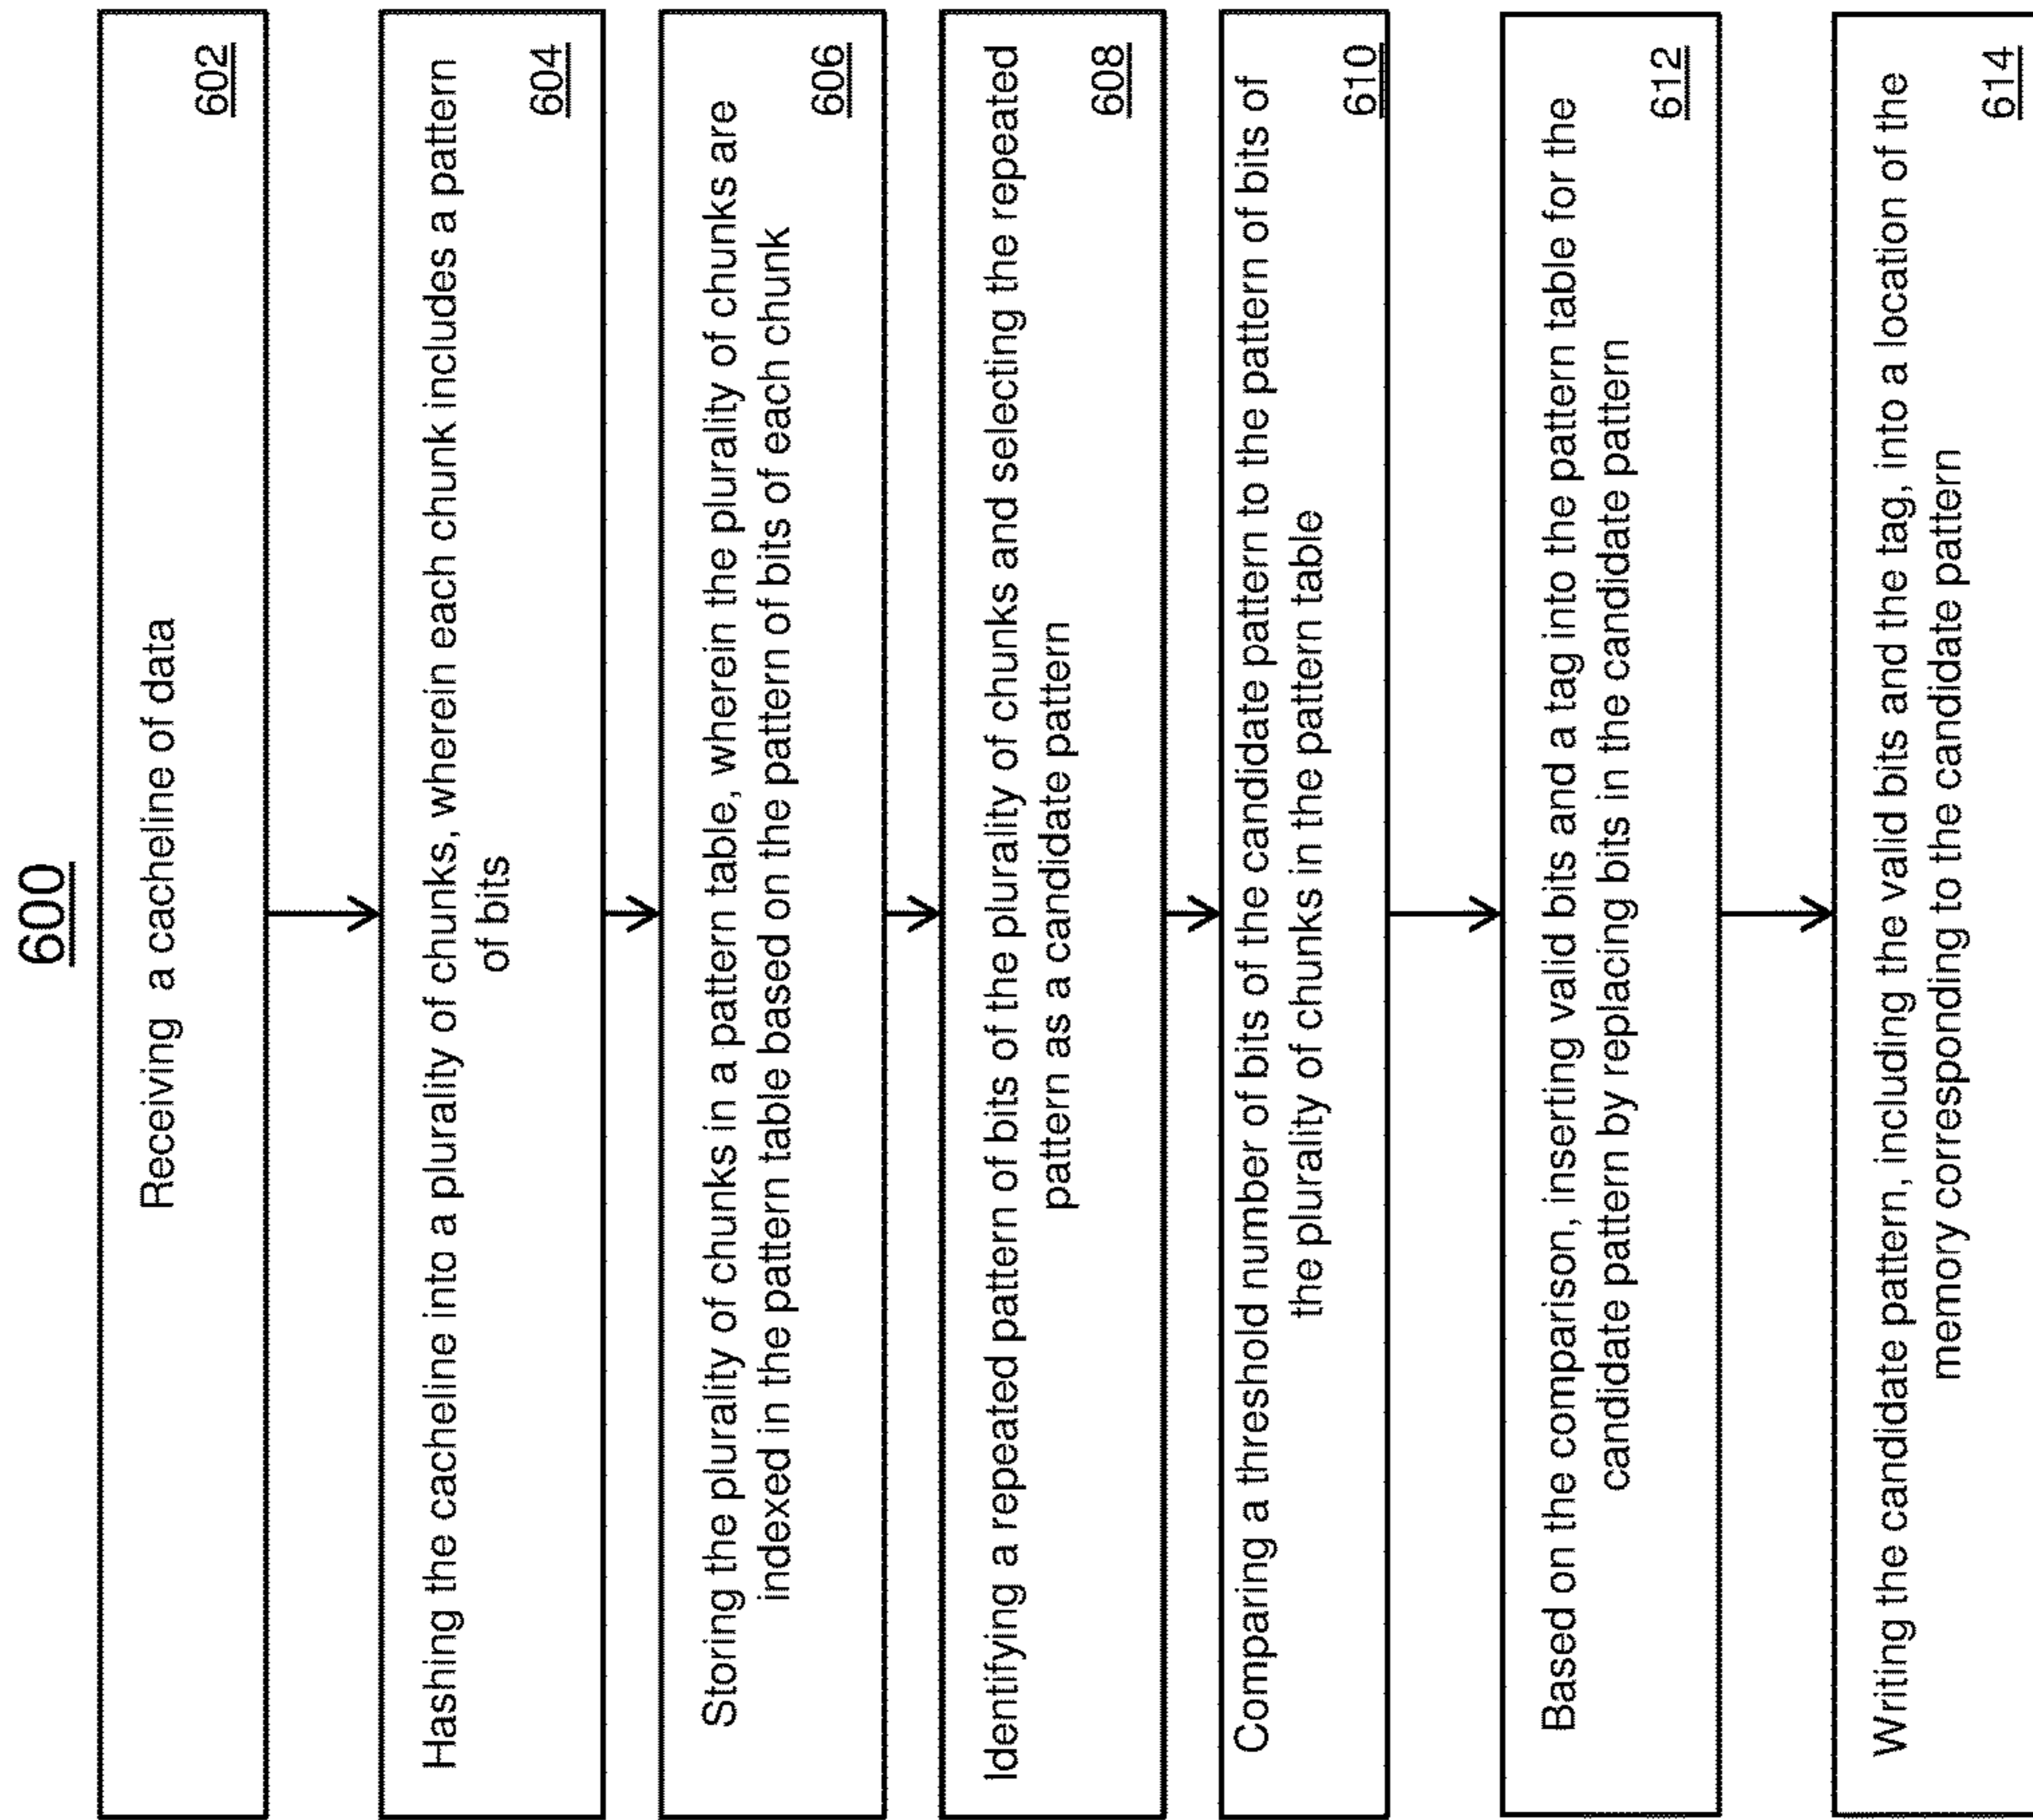 600
Receiving a cacheline of data
602
Hashing the cacheline into a plurality of chunks, wherein each chunk includes a pattern
of bits
604
Storing the plurality of chunks in a pattern table, wherein the plurality of chunks are
indexed in the pattern table based on the pattern of bits of each chunk
606
Identifying a repeated pattern of bits of the plurality of chunks and selecting the repeated
pattern as a candidate pattern
608
Comparing a threshold number of bits of the candidate pattern to the pattern of bits of
the plurality of chunks in the pattern table
610
Based on the comparison, inserting valid bits and a tag into the pattern table for the
candidate pattern by replacing bits in the candidate pattern
612
Writing the candidate pattern, including the valid bits and the tag, into a location of the
memory corresponding to the candidate pattern
614